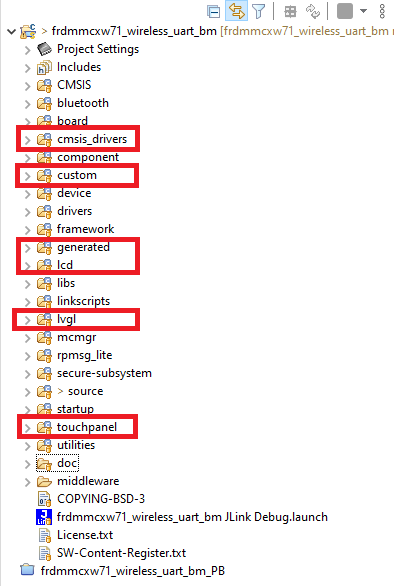 > frdmmcxw71_wireless_uart_bm [frdmmcxw71_wireless_uart_bm
Project Settings
Includes
CMSIS
bluetooth
board
cmsis_drivers
component
custom
device
drivers
framework
generated
lcd
libs
linkscripts
lvgl
mcmgr
rpmsg_lite
secure-subsystem
> source
startup
touchpanel
utilities
doc
middleware
COPYING-BSD-3
frdmmcxw71_wireless_uart_bm JLink Debug.launch
License.txt
SW-Content-Register.txt
frdmmcxw71_wireless_uart_bm_PB